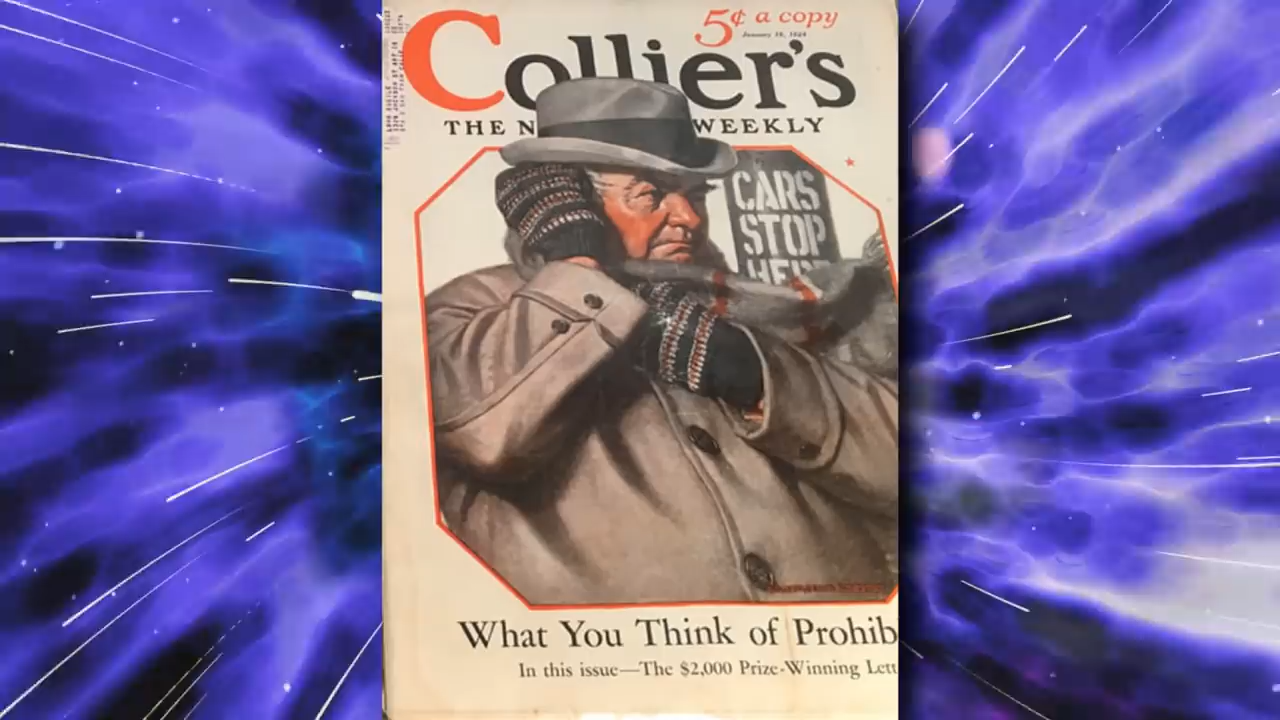 5¢ a copy
Collier's
THE N WEEKLY
CARS
STOP
HERE
What You Think of Prohib
In this issue—The $2,000 Prize-Winning Lett